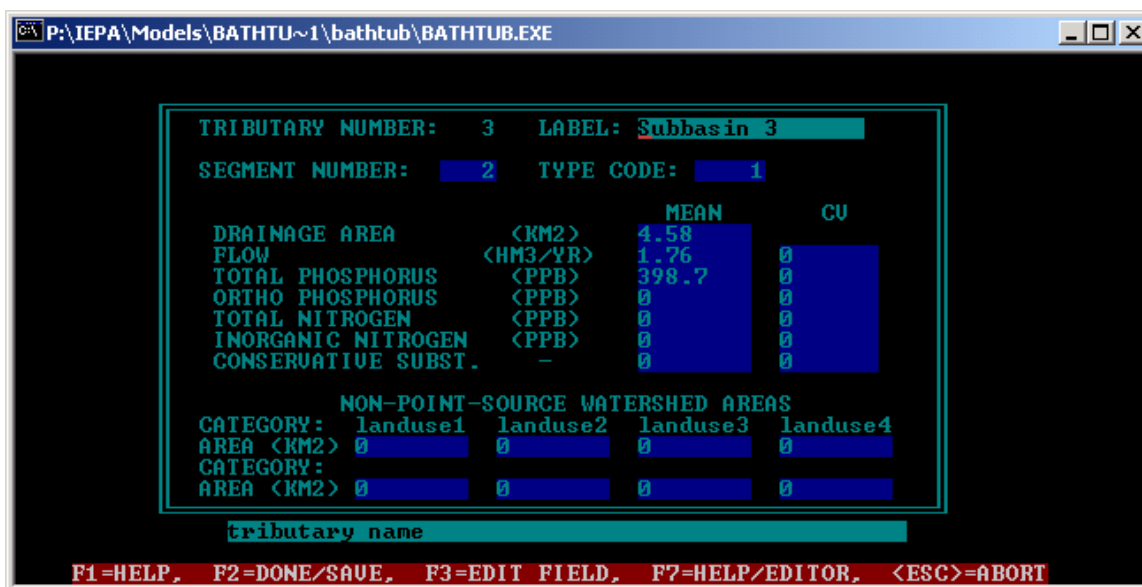 P:\IEPA\Models\BATHTU~1\bathtub\BATHTUB.EXE
TRIBUTARY NUMBER: 3 LABEL: Subbasin 3
SEGMENT NUMBER: 2 TYPE CODE: 1
MEAN CV
DRAINAGE AREA (KM2) 4.58
FLOW (HM3/YR) 1.76 0
TOTAL PHOSPHORUS (PPB) 398.7 0
ORTHO PHOSPHORUS (PPB) 0 0
TOTAL NITROGEN (PPB) 0 0
INORGANIC NITROGEN (PPB) 0 0
CONSERVATIVE SUBST. - 0 0
NON-POINT-SOURCE WATERSHED AREAS
CATEGORY: landuse1 landuse2 landuse3 landuse4
AREA (KM2) 0 0 0 0
CATEGORY:
AREA (KM2) 0 0 0 0
tributary name
F1=HELP, F2=DONE/SAVE, F3=EDIT FIELD, F7=HELP/EDITOR, <ESC>=ABORT